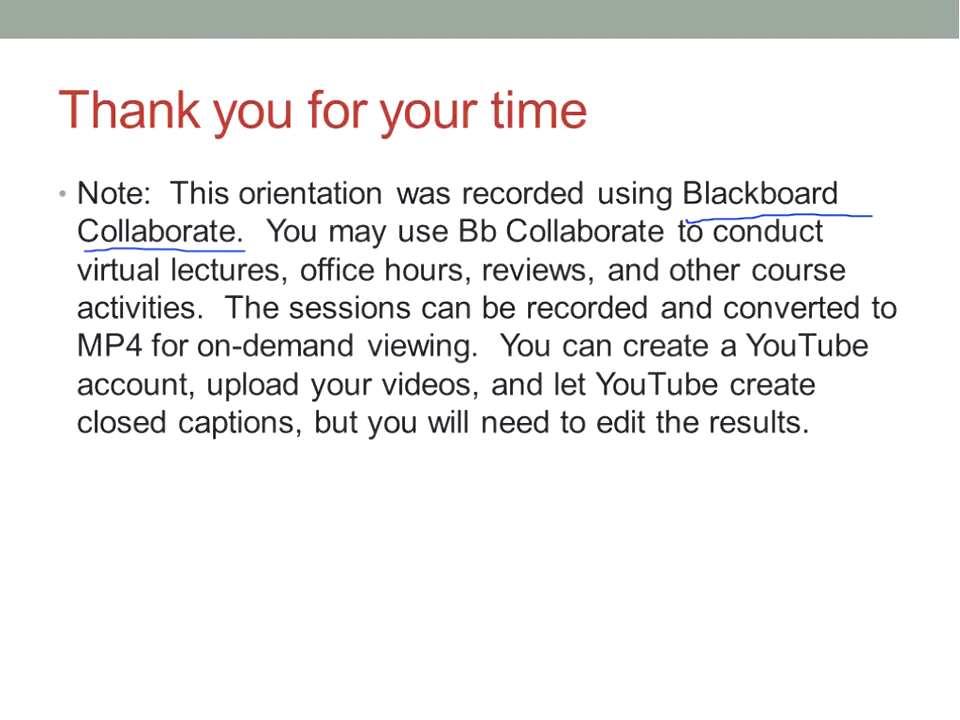 Thank you for your time
• Note:  This orientation was recorded using Blackboard
Collaborate.  You may use Bb Collaborate to conduct
virtual lectures, office hours, reviews, and other course
activities.  The sessions can be recorded and converted to
MP4 for on-demand viewing.  You can create a YouTube
account, upload your videos, and let YouTube create
closed captions, but you will need to edit the results.